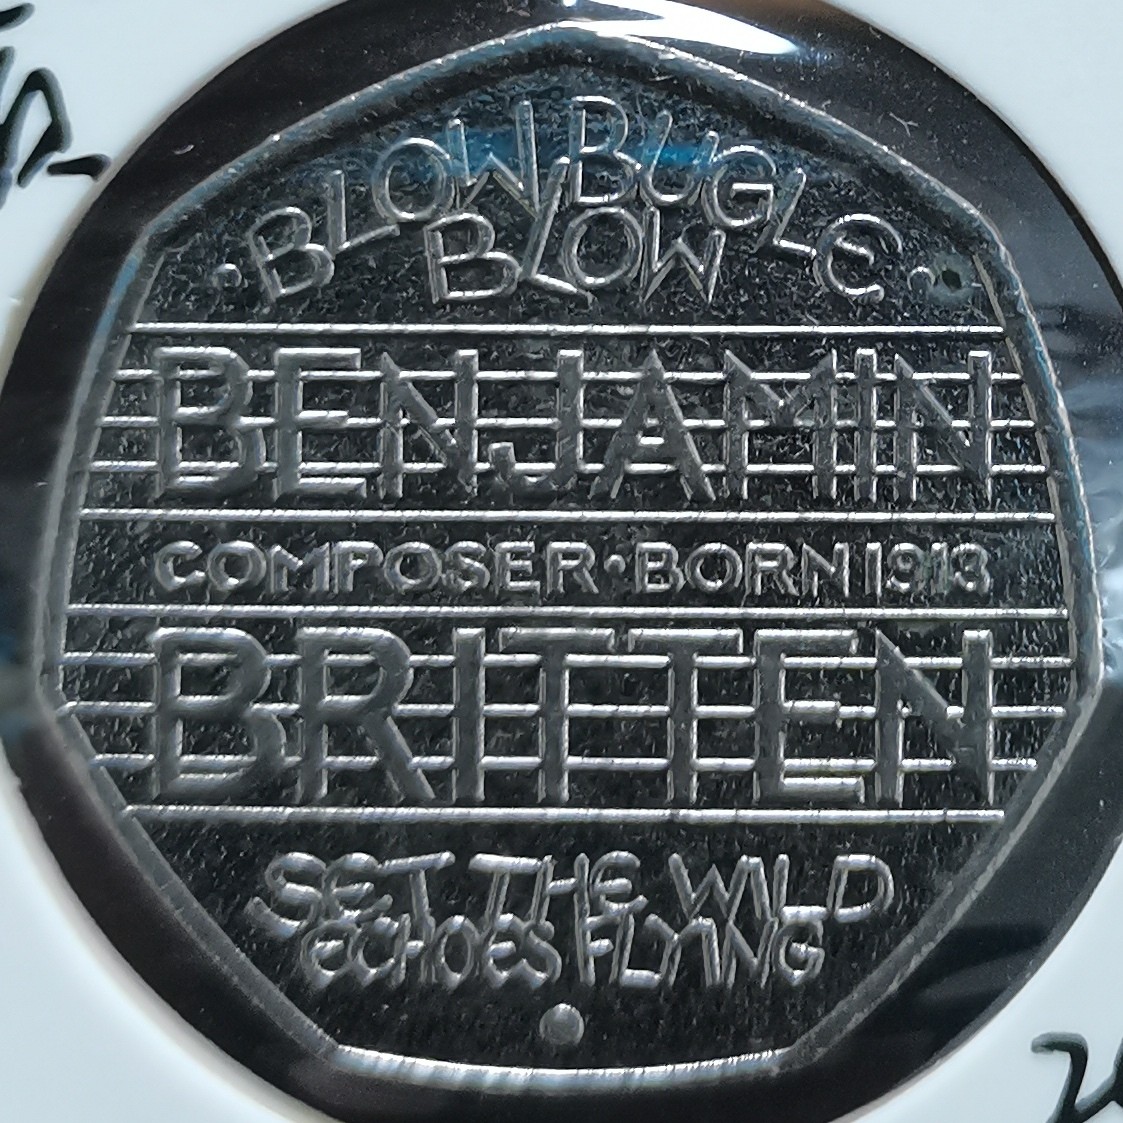 ·BLOW BUGLE·
BLOW
BENJAMIN
COMPOSER·BORN 1913
BRITTEN
SET THE WILD
ECHOES FLYING